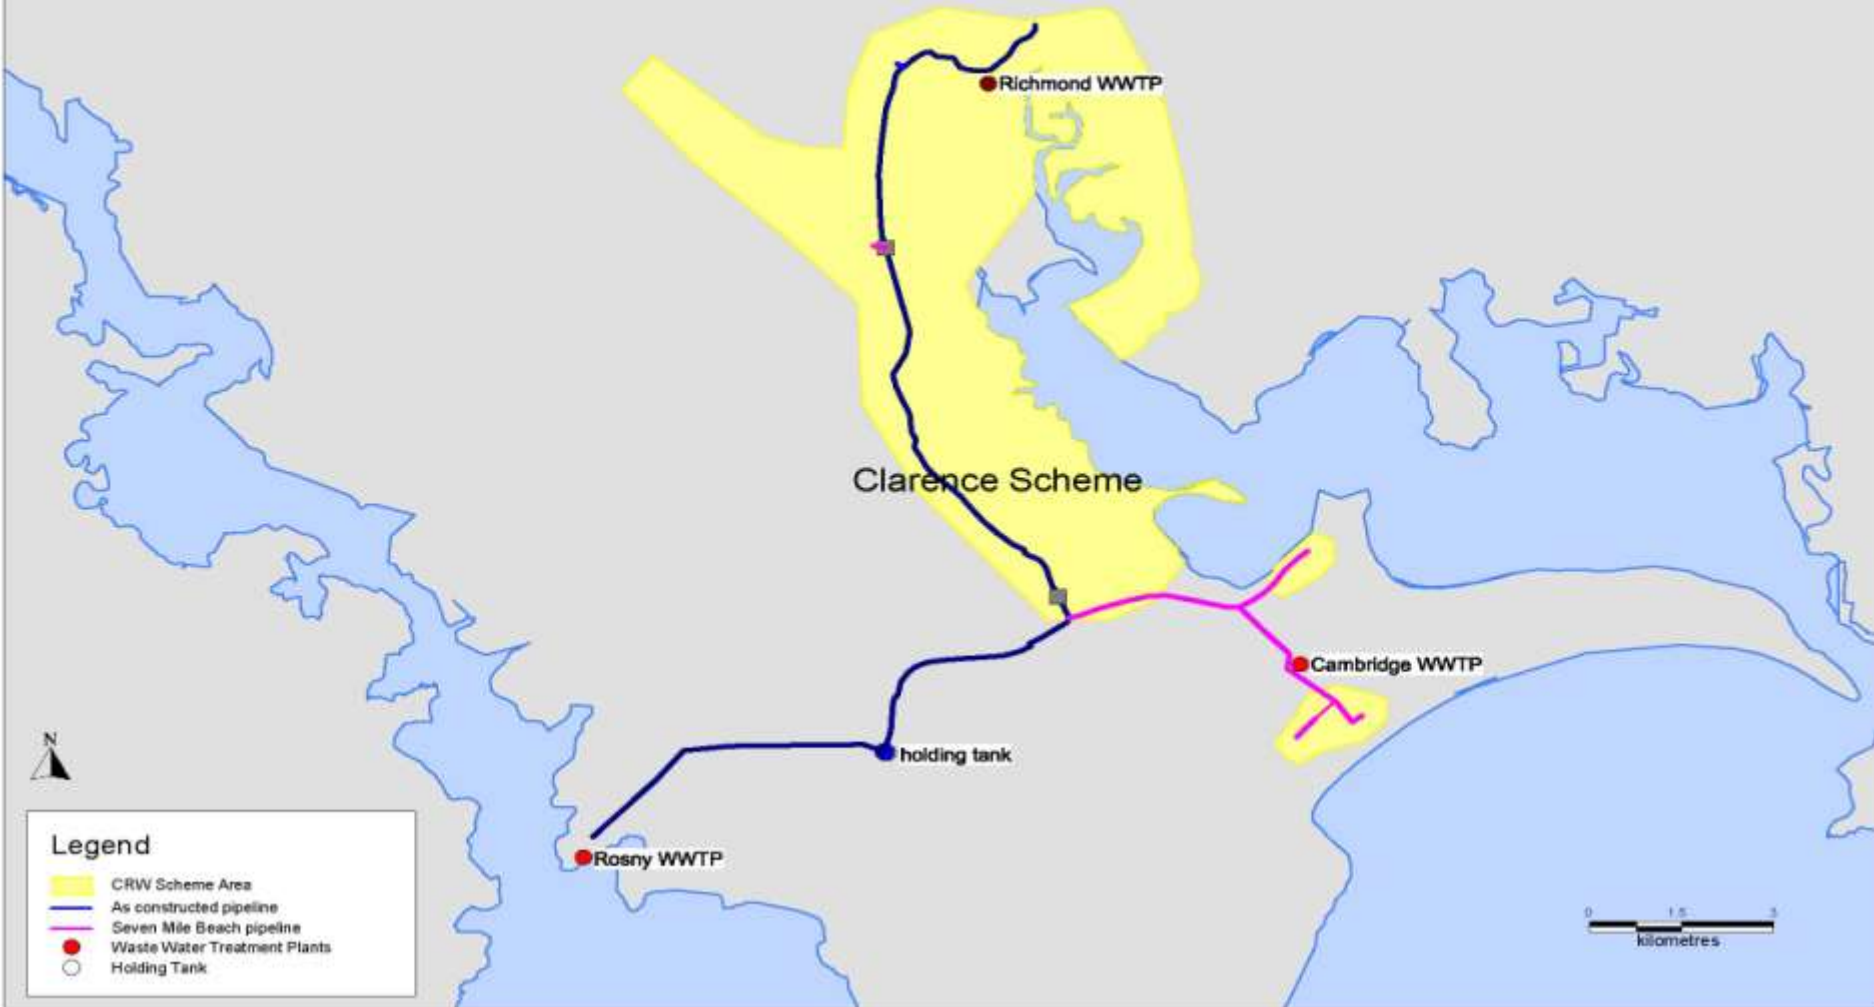 Richmond WWTP
Clarence Scheme
Cambridge WWTP
holding tank
Rosny WWTP
N
Legend
CRW Scheme Area
As constructed pipeline
Seven Mile Beach pipeline
Waste Water Treatment Plants
Holding Tank
0 1.5 3
kilometres